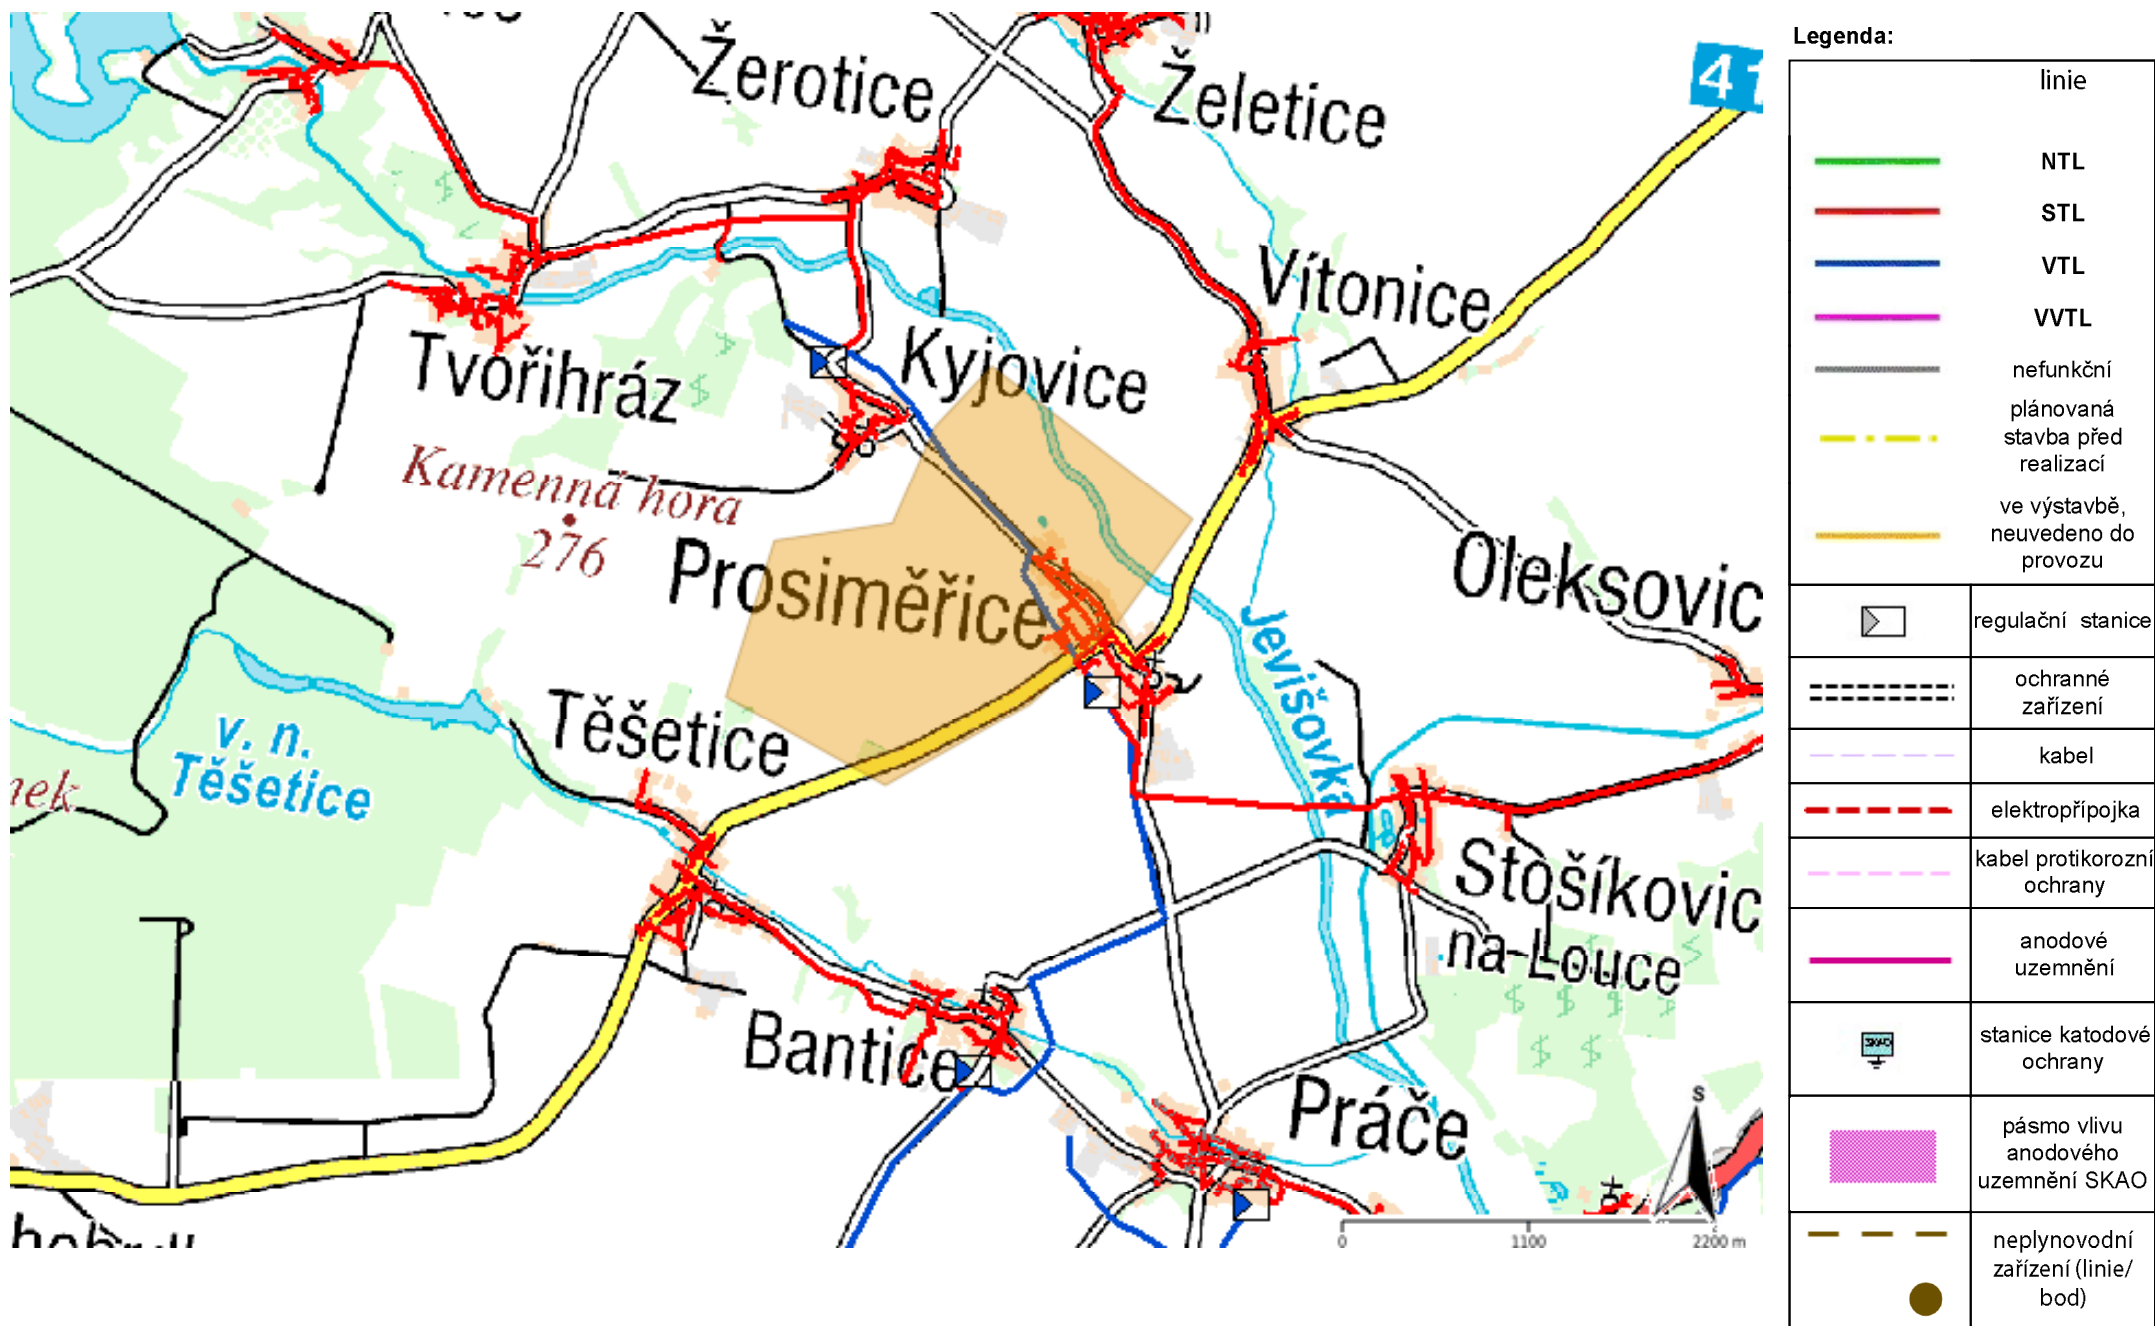 Žerotice
Želetice
41
Vítonice
Tvořihráz
Kyjovice
Kamenná hora
276
Prosiměřice
Oleksovic
Jevišovka
Těšetice
v. n.
Těšetice
nek
Stošíkovic
na Louce
Bantice
Práče
S
0 1100 2200 m
Legenda:
linie
NTL
STL
VTL
VVTL
nefunkční
plánovaná
stavba před
realizací
ve výstavbě,
neuvedeno do
provozu
regulační stanice
ochranné
zařízení
kabel
elektropřípojka
kabel protikorozní
ochrany
anodové
uzemnění
SKAO
stanice katodové
ochrany
pásmo vlivu
anodového
uzemnění SKAO
neplynovodní
zařízení (linie/
bod)